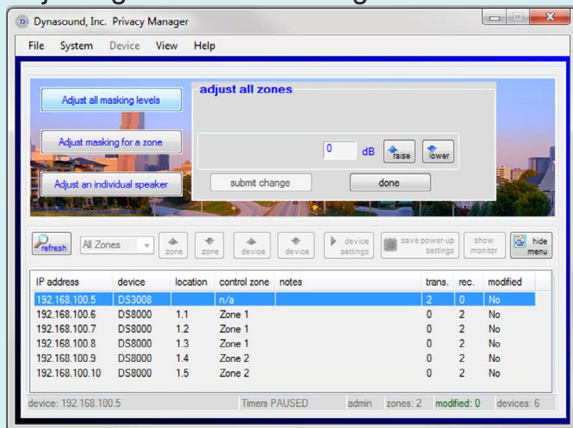 Dynasound, Inc. Privacy Manager
File System Device View Help
Adjust all masking levels
adjust all zones
Adjust masking for a zone
0 dB raise lower
Adjust an individual speaker
submit change done
refresh All Zones zone zone device device device settings save power-up settings show monitor hide menu
IP address device location control zone notes trans. rec. modified
192.168.100.5 DS3008 n/a 2 0 No
192.168.100.6 DS8000 1.1 Zone 1 0 2 No
192.168.100.7 DS8000 1.2 Zone 1 0 2 No
192.168.100.8 DS8000 1.3 Zone 1 0 2 No
192.168.100.9 DS8000 1.4 Zone 2 0 2 No
192.168.100.10 DS8000 1.5 Zone 2 0 2 No
device: 192.168.100.5 Timers PAUSED admin zones: 2 modified: 0 devices: 6